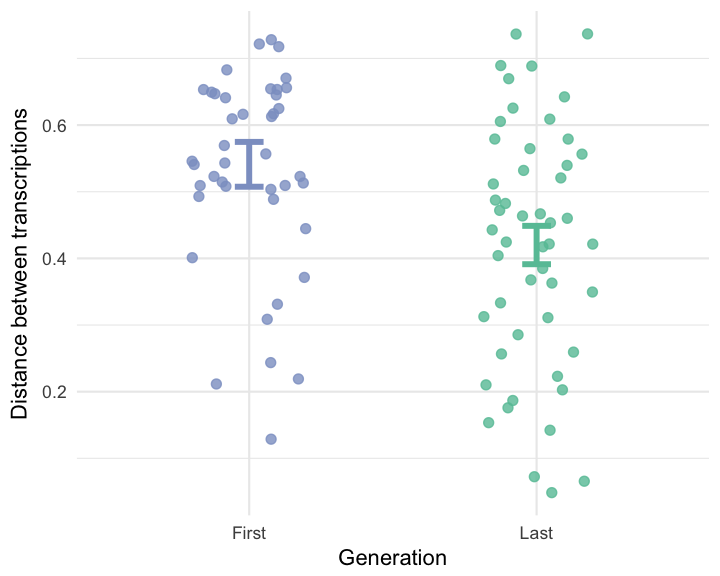 Distance between transcriptions
0.6
0.4
0.2
First
Last
Generation